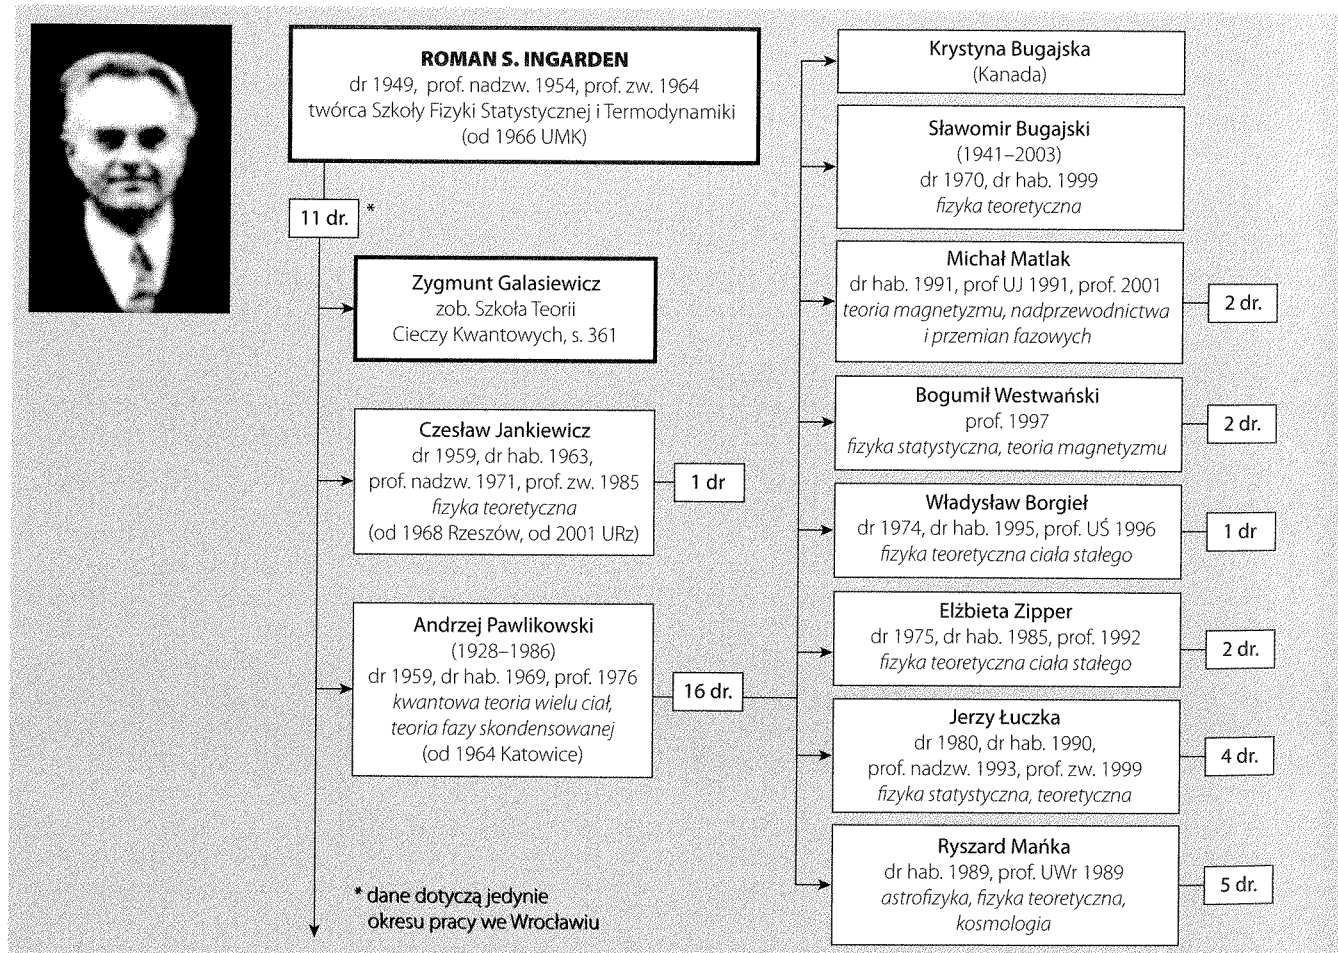 ROMAN S. INGARDEN
dr 1949, prof. nadzw. 1954, prof. zw. 1964
twórca Szkoły Fizyki Statystycznej i Termodynamiki
(od 1966 UMK)
11 dr. *
Zygmunt Galasiewicz
zob. Szkoła Teorii
Cieczy Kwantowych, s. 361
Czesław Jankiewicz
dr 1959, dr hab. 1963,
prof. nadzw. 1971, prof. zw. 1985
fizyka teoretyczna
(od 1968 Rzeszów, od 2001 URz)
1 dr
Andrzej Pawlikowski
(1928–1986)
dr 1959, dr hab. 1969, prof. 1976
kwantowa teoria wielu ciał,
teoria fazy skondensowanej
(od 1964 Katowice)
16 dr.
* dane dotyczą jedynie
okresu pracy we Wrocławiu
Krystyna Bugajska
(Kanada)
Sławomir Bugajski
(1941–2003)
dr 1970, dr hab. 1999
fizyka teoretyczna
Michał Matlak
dr hab. 1991, prof UJ 1991, prof. 2001
teoria magnetyzmu, nadprzewodnictwa
i przemian fazowych
2 dr.
Bogumił Westwański
prof. 1997
fizyka statystyczna, teoria magnetyzmu
2 dr.
Władysław Borgieł
dr 1974, dr hab. 1995, prof. UŚ 1996
fizyka teoretyczna ciała stałego
1 dr
Elżbieta Zipper
dr 1975, dr hab. 1985, prof. 1992
fizyka teoretyczna ciała stałego
2 dr.
Jerzy Łuczka
dr 1980, dr hab. 1990,
prof. nadzw. 1993, prof. zw. 1999
fizyka statystyczna, teoretyczna
4 dr.
Ryszard Mańka
dr hab. 1989, prof. UWr 1989
astrofizyka, fizyka teoretyczna,
kosmologia
5 dr.